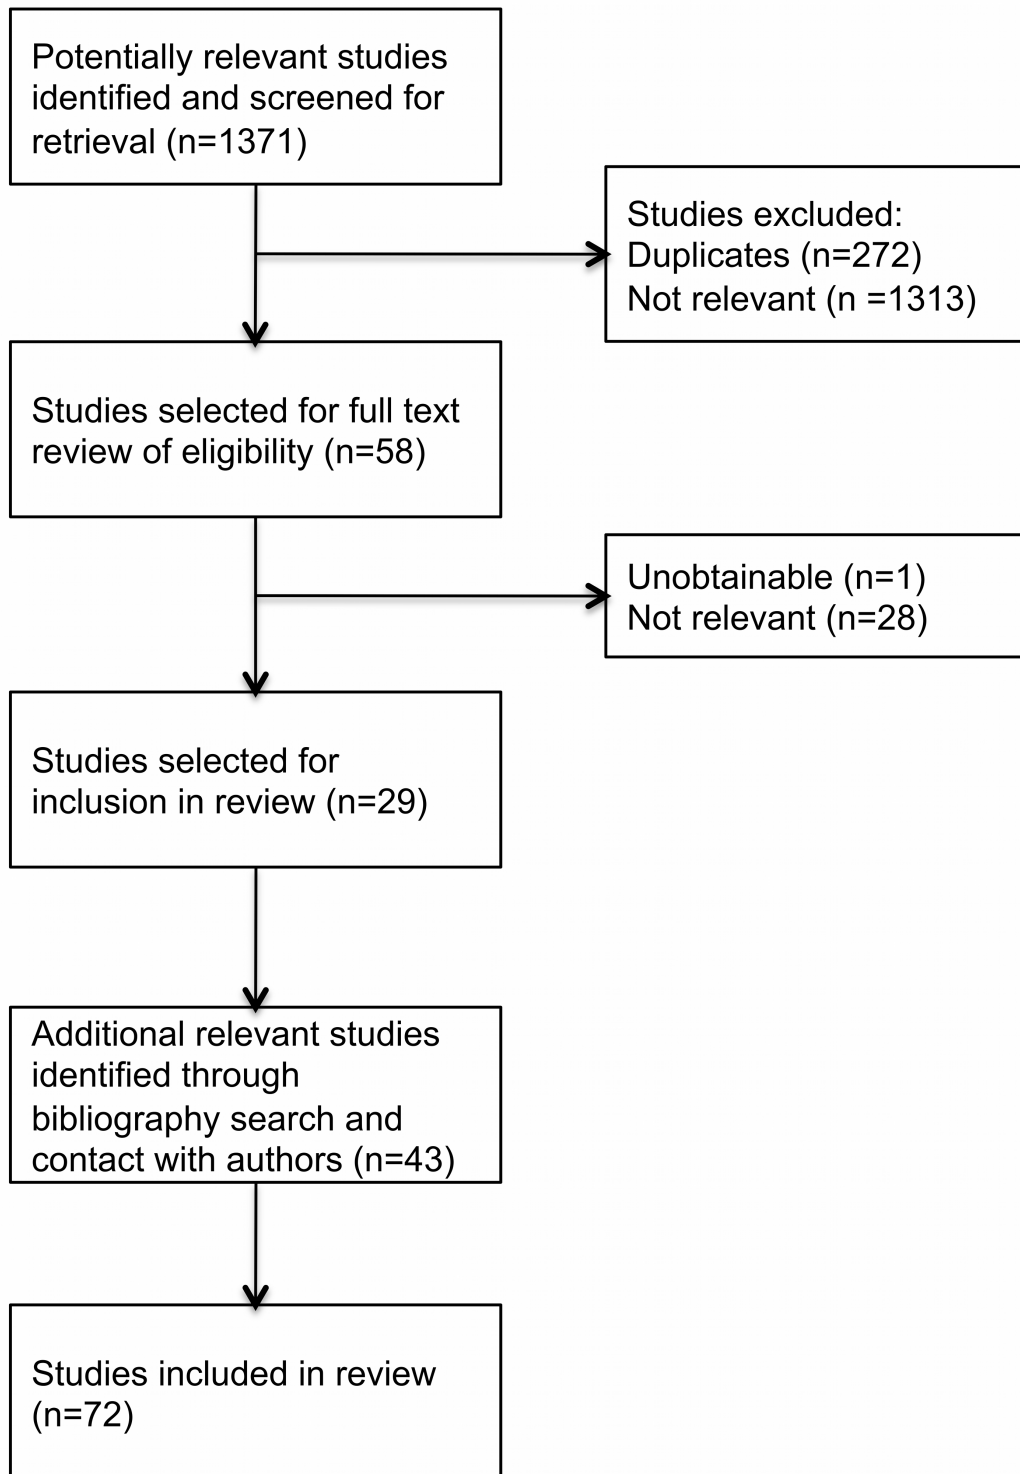 Potentially relevant studies
identified and screened for
retrieval (n=1371)
Studies excluded:
Duplicates (n=272)
Not relevant (n =1313)
Studies selected for full text
review of eligibility (n=58)
Unobtainable (n=1)
Not relevant (n=28)
Studies selected for
inclusion in review (n=29)
Additional relevant studies
identified through
bibliography search and
contact with authors (n=43)
Studies included in review
(n=72)